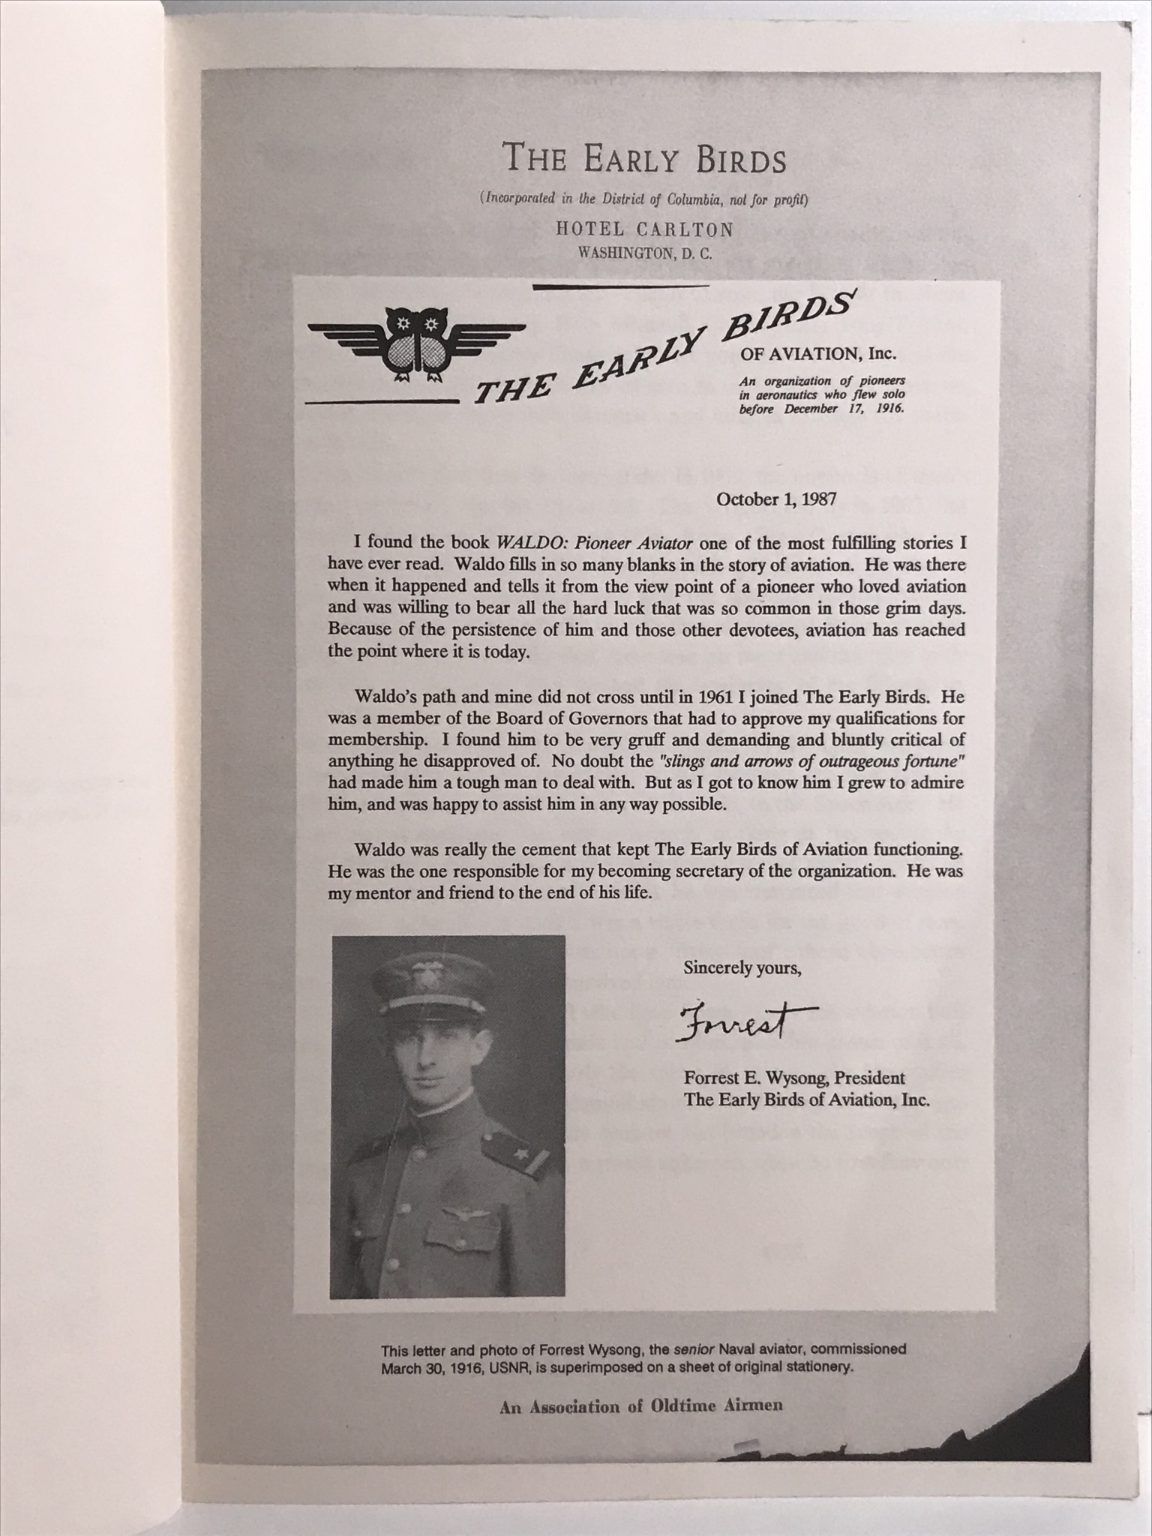 THE EARLY BIRDS
(Incorporated in the District of Columbia, not for profit)
HOTEL CARLTON
WASHINGTON, D. C.
THE EARLY BIRDS
OF AVIATION, Inc.
An organization of pioneers
in aeronautics who flew solo
before December 17, 1916.
October 1, 1987
I found the book WALDO: Pioneer Aviator one of the most fulfilling stories I
have ever read. Waldo fills in so many blanks in the story of aviation. He was there
when it happened and tells it from the view point of a pioneer who loved aviation
and was willing to bear all the hard luck that was so common in those grim days.
Because of the persistence of him and those other devotees, aviation has reached
the point where it is today.
Waldo's path and mine did not cross until in 1961 I joined The Early Birds. He
was a member of the Board of Governors that had to approve my qualifications for
membership. I found him to be very gruff and demanding and bluntly critical of
anything he disapproved of. No doubt the "slings and arrows of outrageous fortune"
had made him a tough man to deal with. But as I got to know him I grew to admire
him, and was happy to assist him in any way possible.
Waldo was really the cement that kept The Early Birds of Aviation functioning.
He was the one responsible for my becoming secretary of the organization. He was
my mentor and friend to the end of his life.
Sincerely yours,
Forrest
Forrest E. Wysong, President
The Early Birds of Aviation, Inc.
This letter and photo of Forrest Wysong, the senior Naval aviator, commissioned
March 30, 1916, USNR, is superimposed on a sheet of original stationery.
An Association of Oldtime Airmen